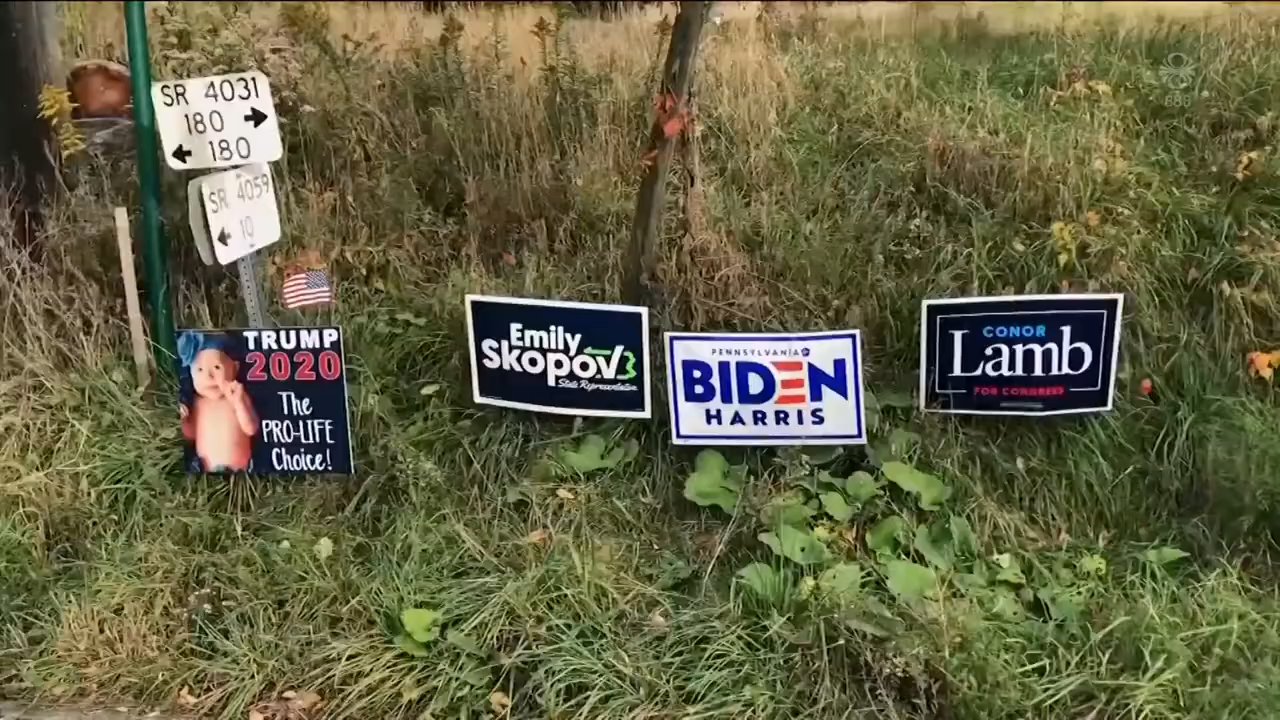 SR 4031
180
180
SR 4059
10
TRUMP
2020
The
PRO-LIFE
Choice!
Emily
Skopov
State Representative
PENNSYLVANIA
BIDEN
HARRIS
CONOR
Lamb
FOR CONGRESS
888